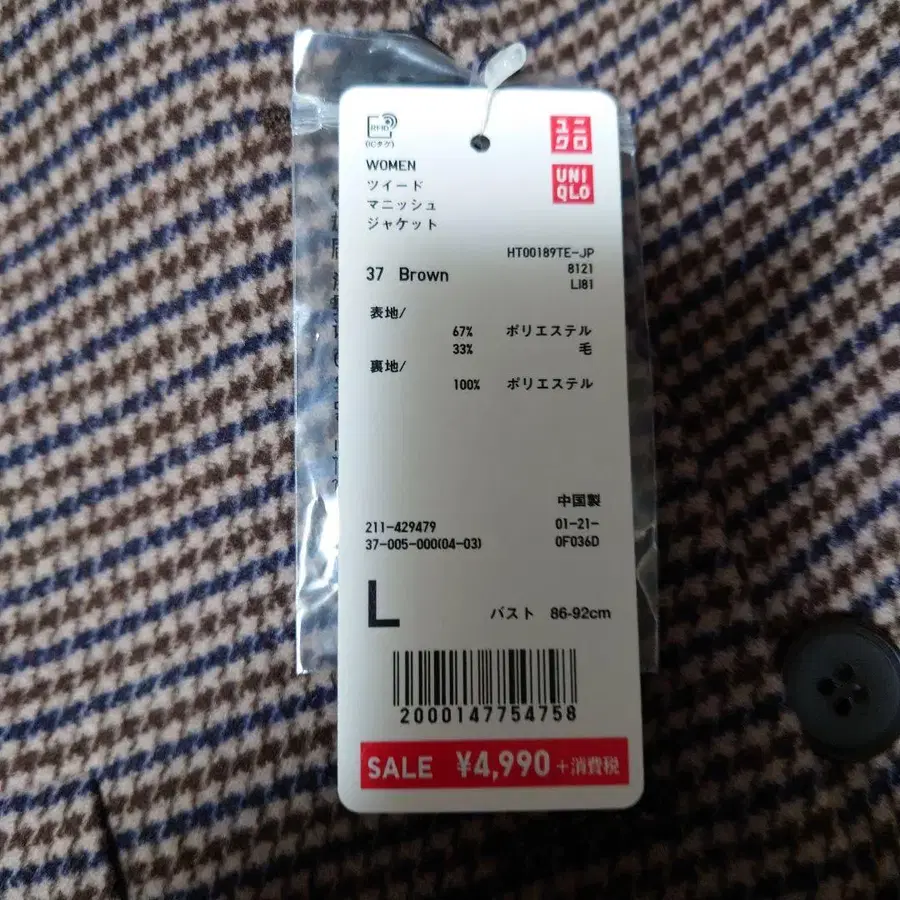 RFID
(ICタグ)
ユニ
クロ
UNI
QLO
WOMEN
ツイード
マニッシュ
ジャケット
HT00189TE-JP
8121
LI81
37 Brown
表地/
67% ポリエステル
33% 毛
裏地/
100% ポリエステル
中国製
211-429479
01-21-
37-005-000(04-03)
0F036D
L
バスト 86-92cm
2000147754758
SALE ¥4,990 +消費税